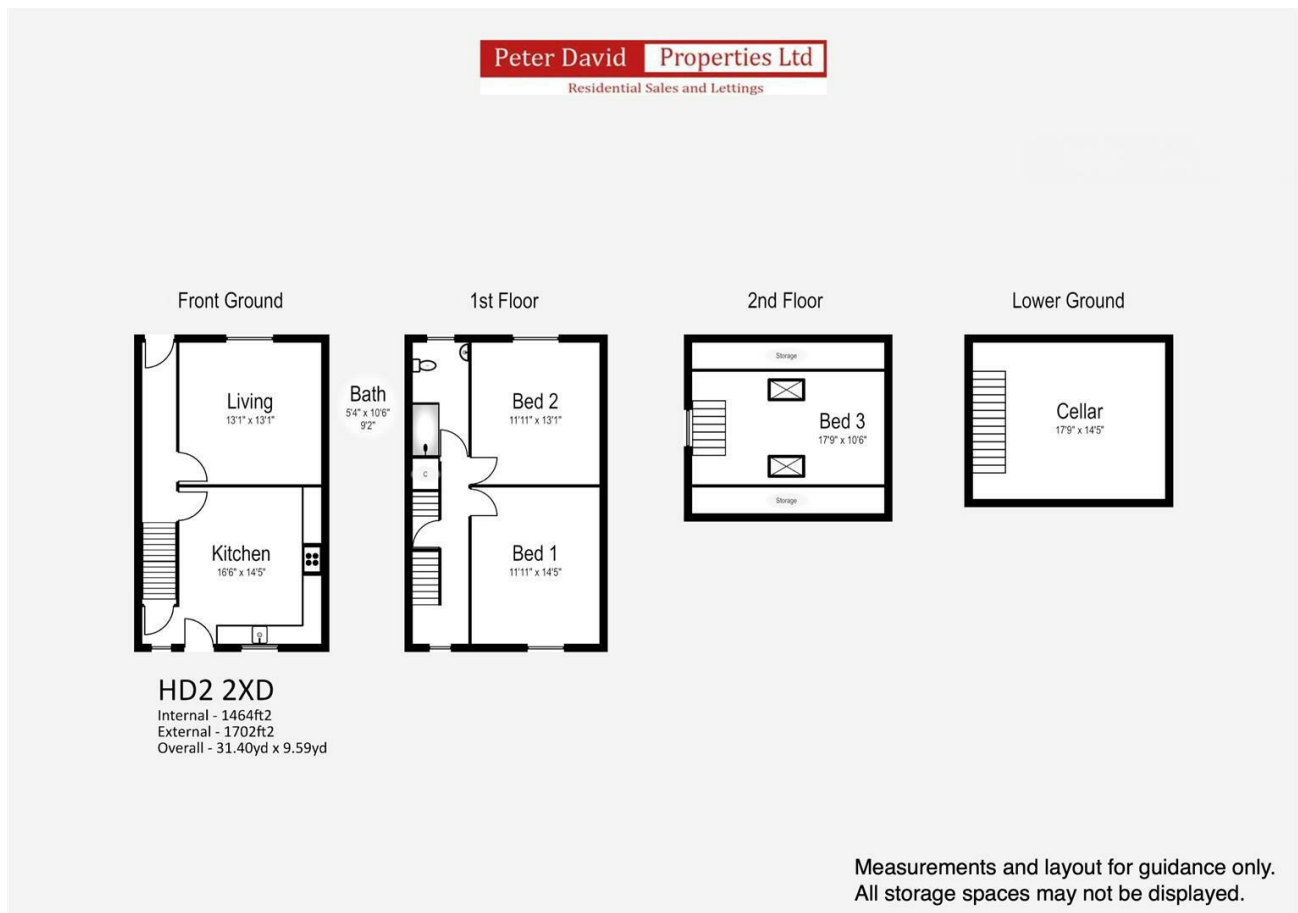 Peter David Properties Ltd
Residential Sales and Lettings
Front Ground
1st Floor
2nd Floor
Lower Ground
Living
13'1" x 13'1"
Kitchen
16'6" x 14'5"
Bath
5'4" x 10'6"
9'2"
Bed 2
11'11" x 13'1"
C
Bed 1
11'11" x 14'5"
Storage
Bed 3
17'9" x 10'6"
Storage
Cellar
17'9" x 14'5"
HD2 2XD
Internal - 1464ft2
External - 1702ft2
Overall - 31.40yd x 9.59yd
Measurements and layout for guidance only.
All storage spaces may not be displayed.